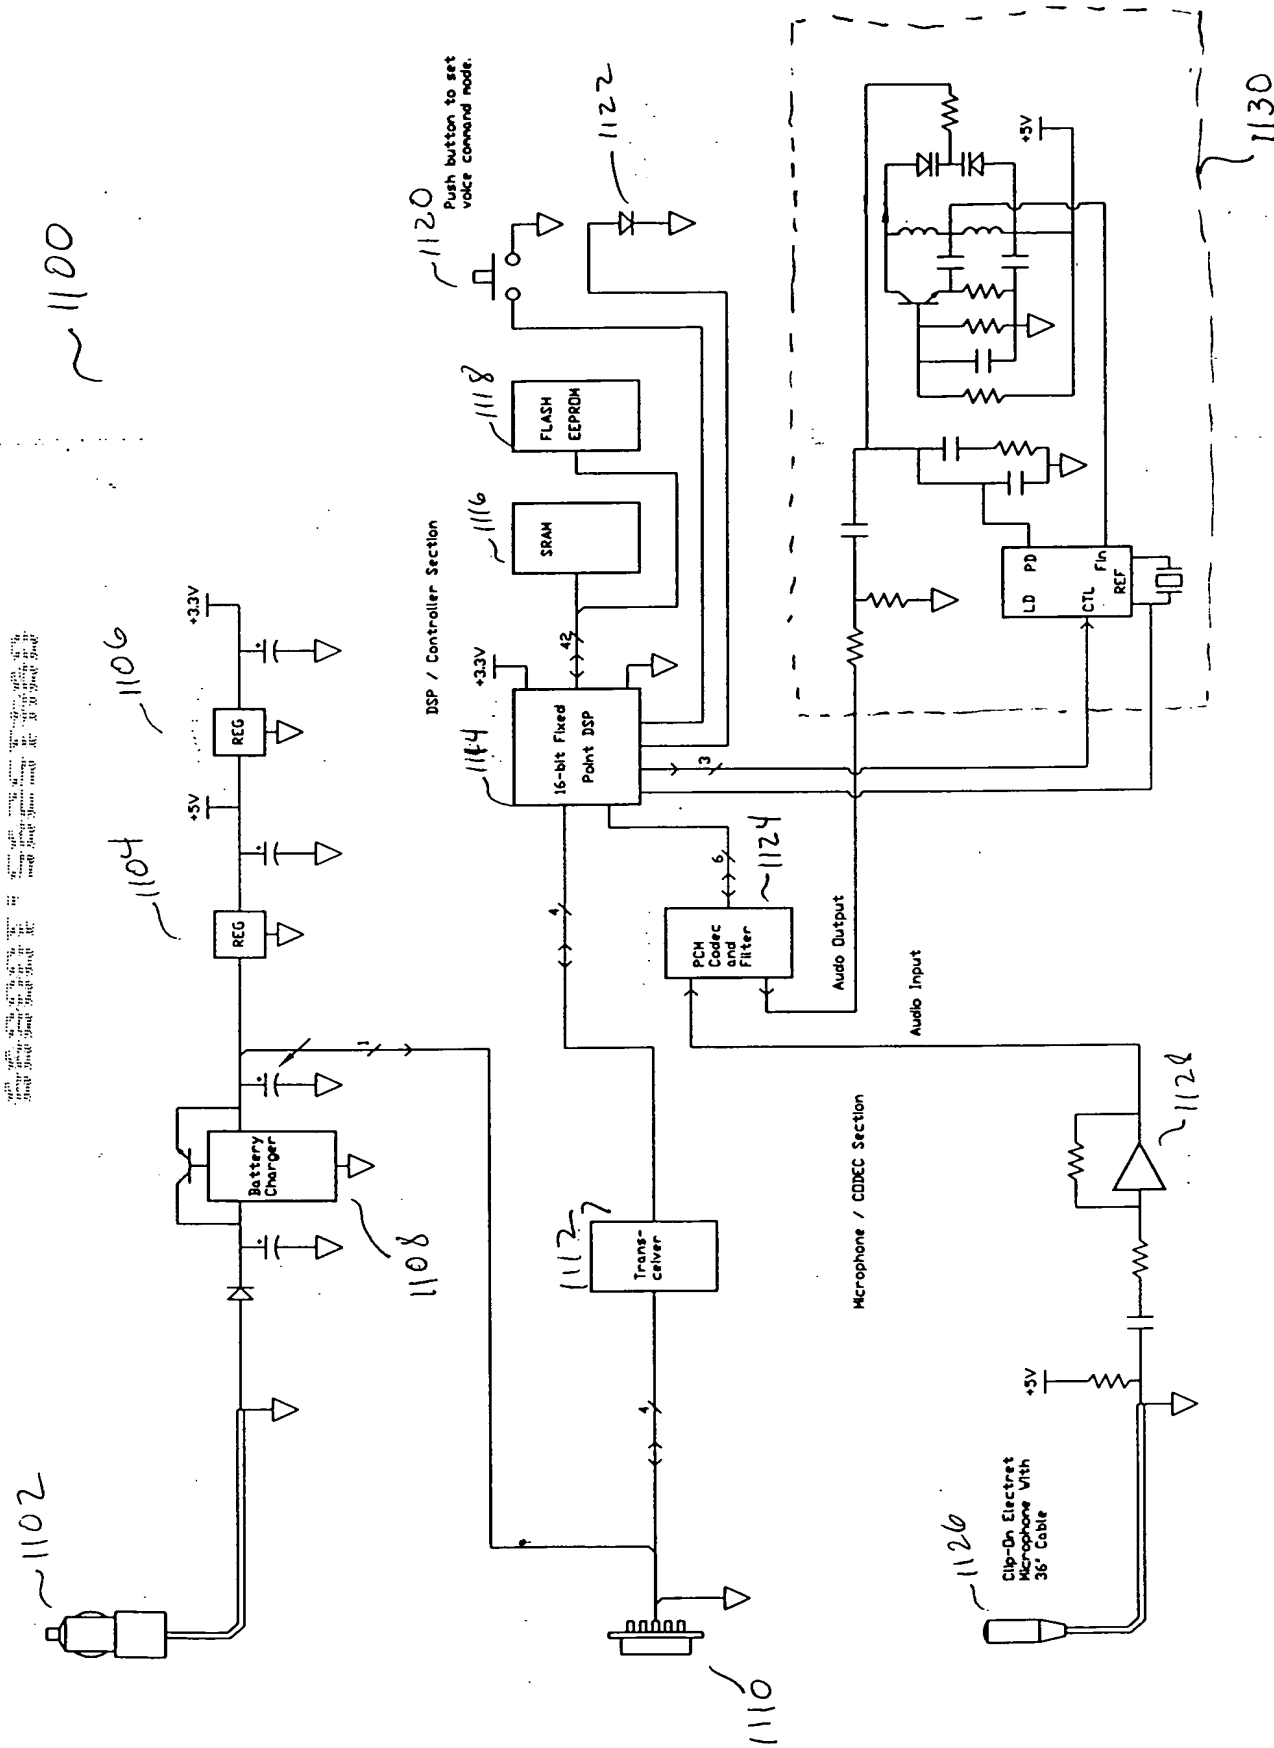 1100
1102
1104
1106
+5V
+3.3V
REG
REG
Battery
Charger
1108
1
DSP / Controller Section
1110
1112
Trans-
ceiver
4
4
1114
16-bit Fixed
Point DSP
+3.3V
42
3
6
1116
SRAM
1118
FLASH
EEPROM
1120
Push button to set
voice command mode.
1122
1124
PCM
Codec
and
Filter
Audo Output
Audio Input
Microphone / CODEC Section
1126
Clip-On Electret
Microphone With
36" Cable
+5V
1128
1130
+5V
LD
PD
CTL
Fin
REF